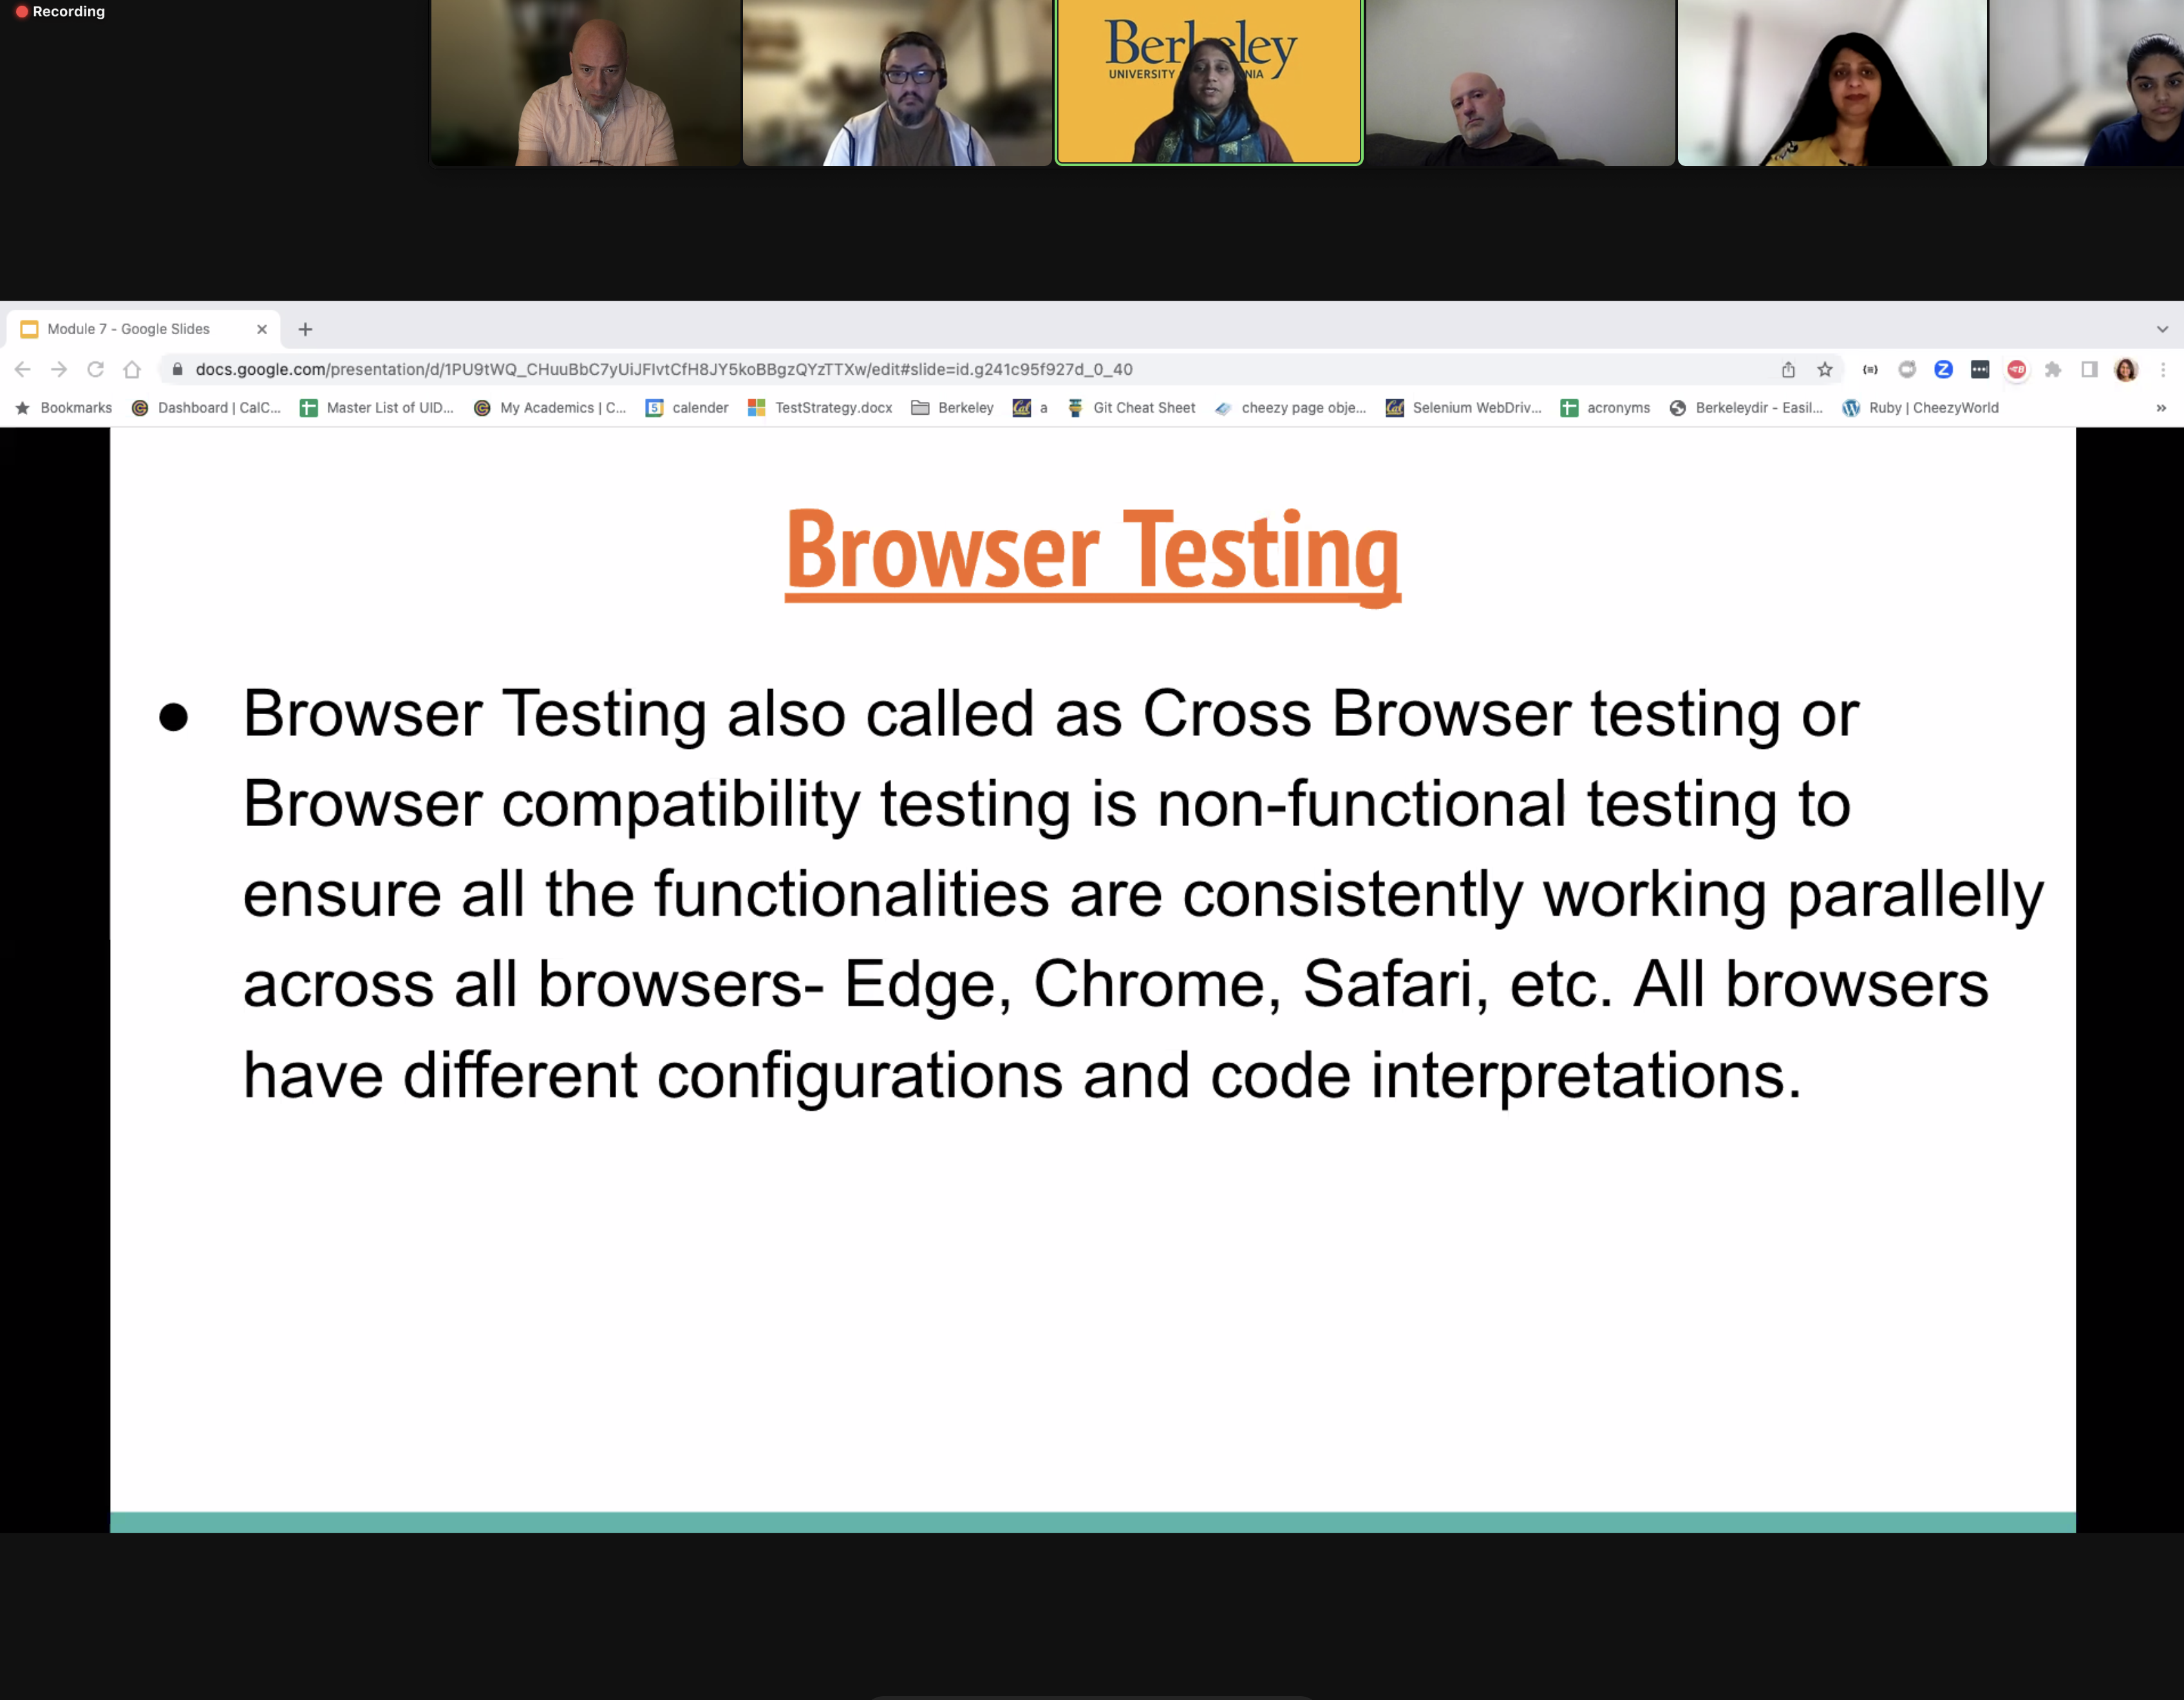 Recording
Berkeley
UNIVERSITY
NIA
Module 7 - Google Slides
docs.google.com/presentation/d/1PU9tWQ_CHuuBbC7yUiJFIvtCfH8JY5koBBgzQYzTTXw/edit#slide=id.g241c95f927d_0_40
Bookmarks Dashboard | CalC... Master List of UID... My Academics | C... 5 calender TestStrategy.docx Berkeley Cal a Git Cheat Sheet cheezy page obje... Cal Selenium WebDriv... acronyms Berkeleydir - Easil... Ruby | CheezyWorld »
Browser Testing
● Browser Testing also called as Cross Browser testing or
Browser compatibility testing is non-functional testing to
ensure all the functionalities are consistently working parallelly
across all browsers- Edge, Chrome, Safari, etc. All browsers
have different configurations and code interpretations.